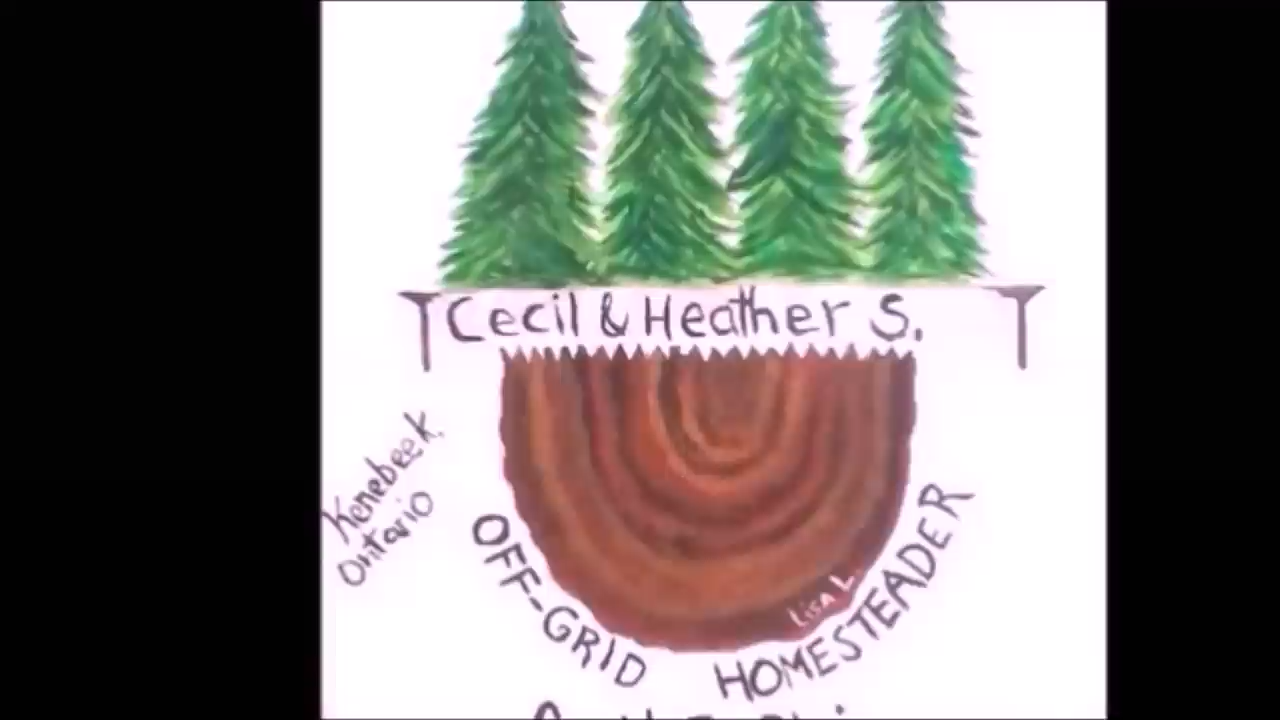 Cecil & Heather S.
Kenebeek,
Ontario
OFF-GRID HOMESTEADER
Lisa L.